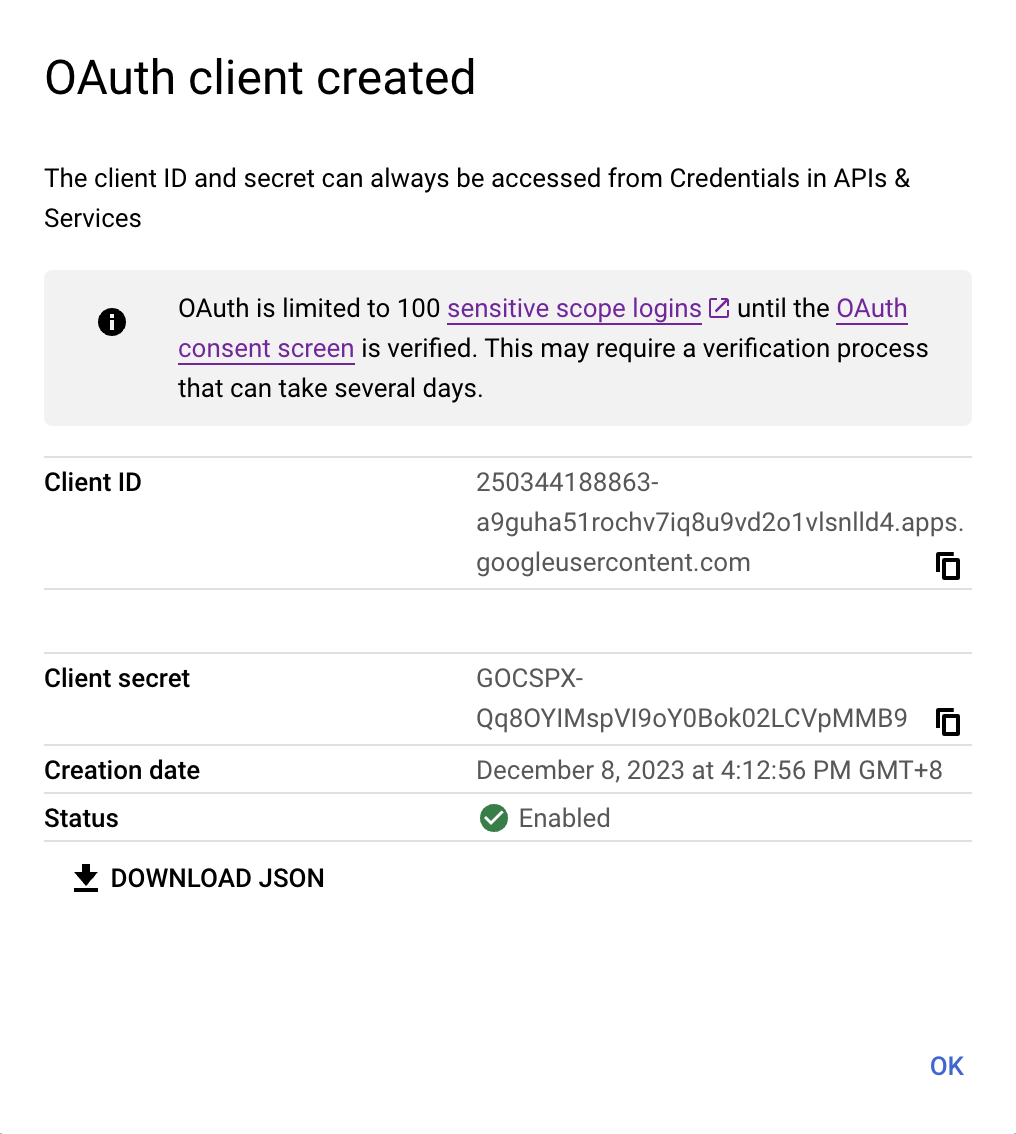 OAuth client created
The client ID and secret can always be accessed from Credentials in APIs &
Services
OAuth is limited to 100 sensitive scope logins until the OAuth
consent screen is verified. This may require a verification process
that can take several days.
Client ID
250344188863-
a9guha51rochv7iq8u9vd2o1vlsnlld4.apps.
googleusercontent.com
Client secret
GOCSPX-
Qq8OYIMspVI9oY0Bok02LCVpMMB9
Creation date
December 8, 2023 at 4:12:56 PM GMT+8
Status
Enabled
DOWNLOAD JSON
OK